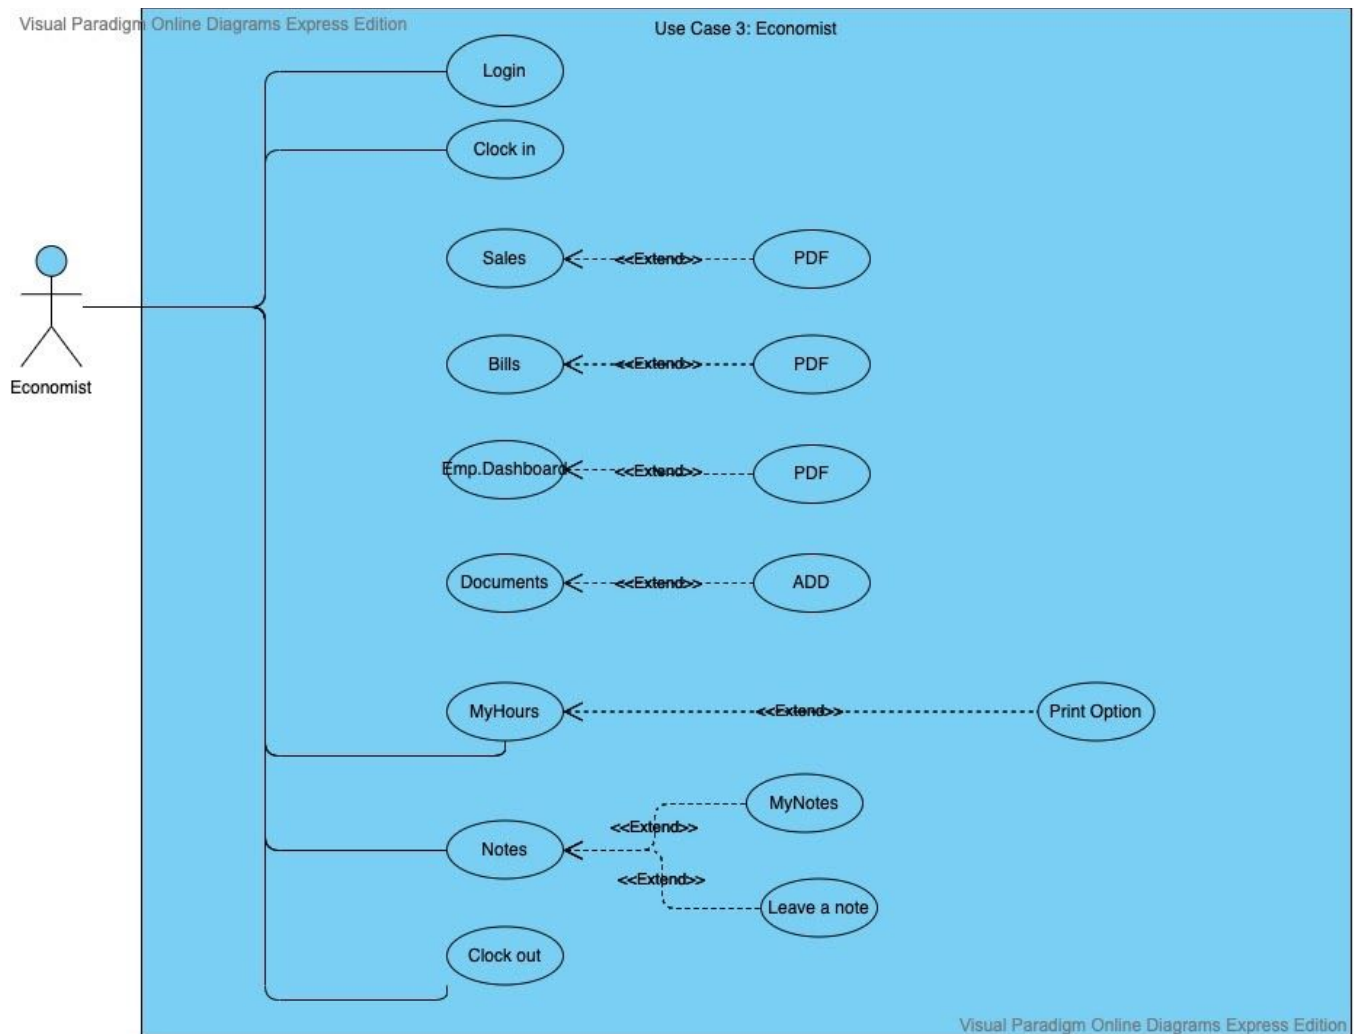 Visual Paradigm Online Diagrams Express Edition
Use Case 3: Economist
Login
Clock in
Sales
<<Extend>>
PDF
Bills
<<Extend>>
PDF
Economist
Emp.Dashboard
<<Extend>>
PDF
Documents
<<Extend>>
ADD
MyHours
<<Extend>>
Print Option
MyNotes
<<Extend>>
Notes
<<Extend>>
Leave a note
Clock out
Visual Paradigm Online Diagrams Express Edition